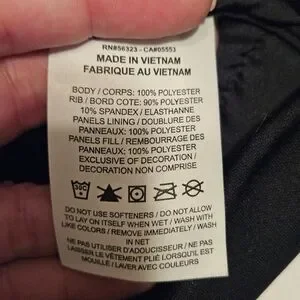 RN#56323 - CA#05553
MADE IN VIETNAM
FABRIQUE AU VIETNAM
BODY / CORPS: 100% POLYESTER
RIB / BORD COTE: 90% POLYESTER
10% SPANDEX / ELASTHANNE
PANELS LINING / DOUBLURE DES
PANNEAUX: 100% POLYESTER
PANELS FILL / REMBOURRAGE DES
PANNEAUX: 100% POLYESTER
EXCLUSIVE OF DECORATION /
DECORATION NON COMPRISE
30C
DO NOT USE SOFTENERS / DO NOT ALLOW
TO LAY ON ITSELF WHEN WET / WASH WITH
LIKE COLORS / REMOVE IMMEDIATELY / WASH
IN NET
NE PAS UTILISER D'ADOUCISSEUR / NE PAS
LAISSER LE VÊTEMENT PLIÉ LORSQU'IL EST
MOUILLÉ / LAVER AVEC COULEURS